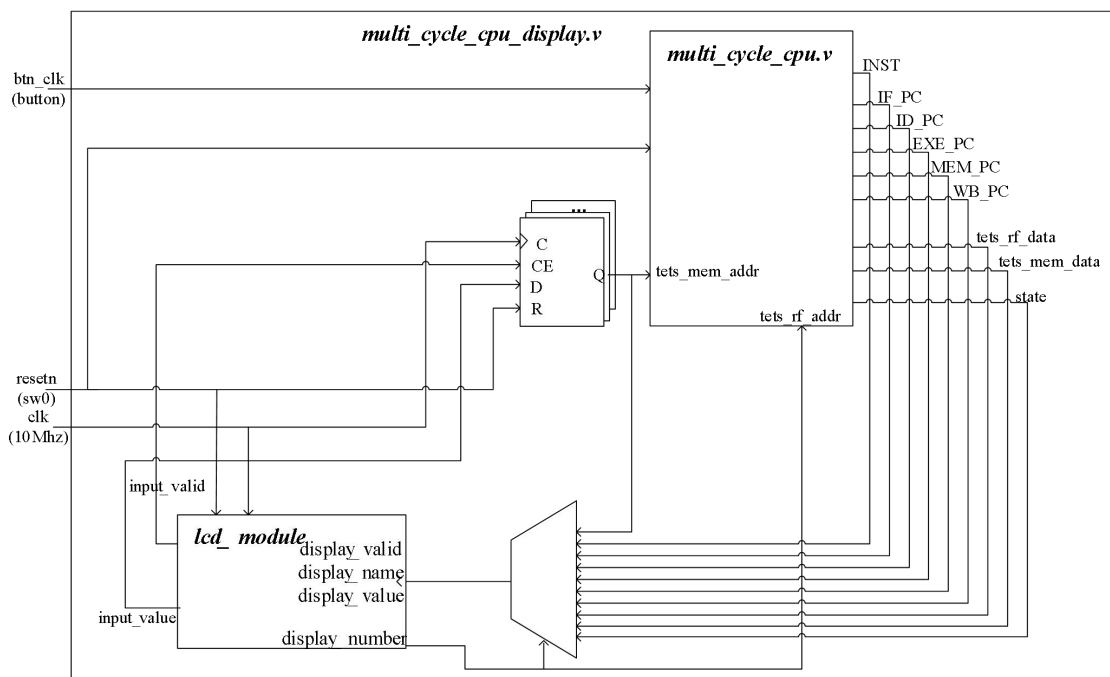 multi_cycle_cpu_display.v
multi_cycle_cpu.v
btn_clk
(button)
INST
IF_PC
ID_PC
EXE_PC
MEM_PC
WB_PC
...
C
CE
D
R
Q
tets_mem_addr
tets_rf_data
tets_mem_data
state
tets_rf_addr
resetn
(sw0)
clk
(10Mhz)
input_valid
lcd_ module
display_valid
display_name
display_value
input_value
display_number